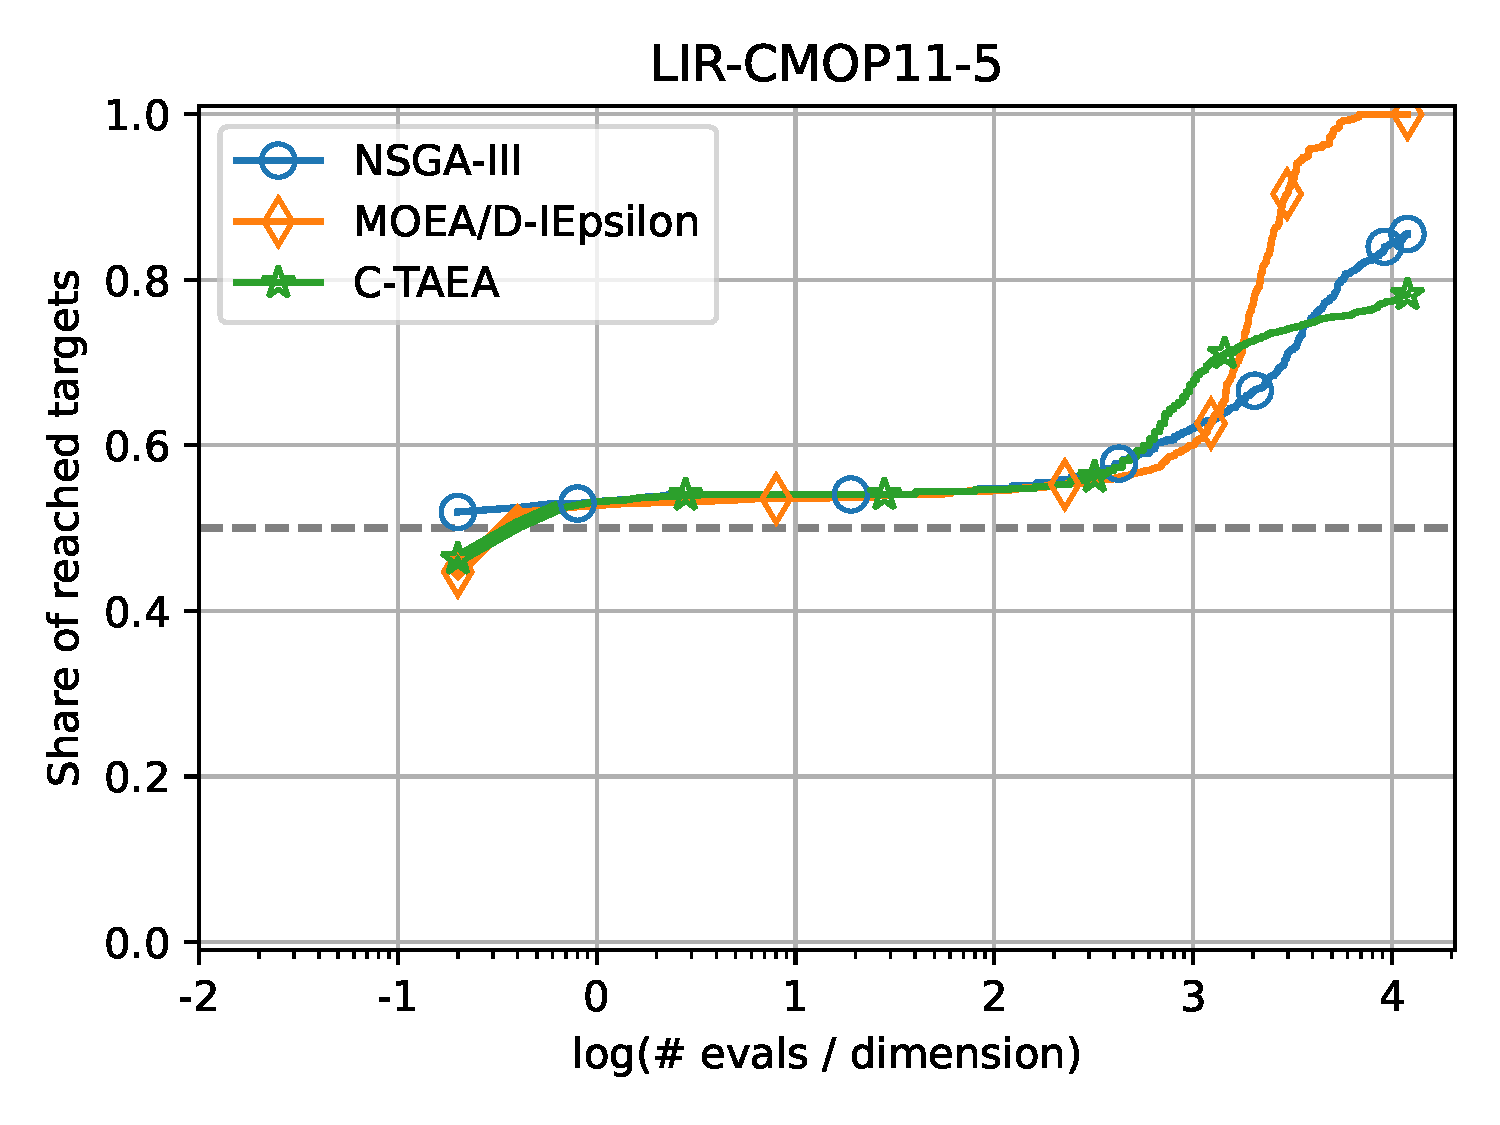 LIR-CMOP11-5
NSGA-III
MOEA/D-IEpsilon
C-TAEA
Share of reached targets
1.0
0.8
0.6
0.4
0.2
0.0
-2 -1 0 1 2 3 4
log(# evals / dimension)